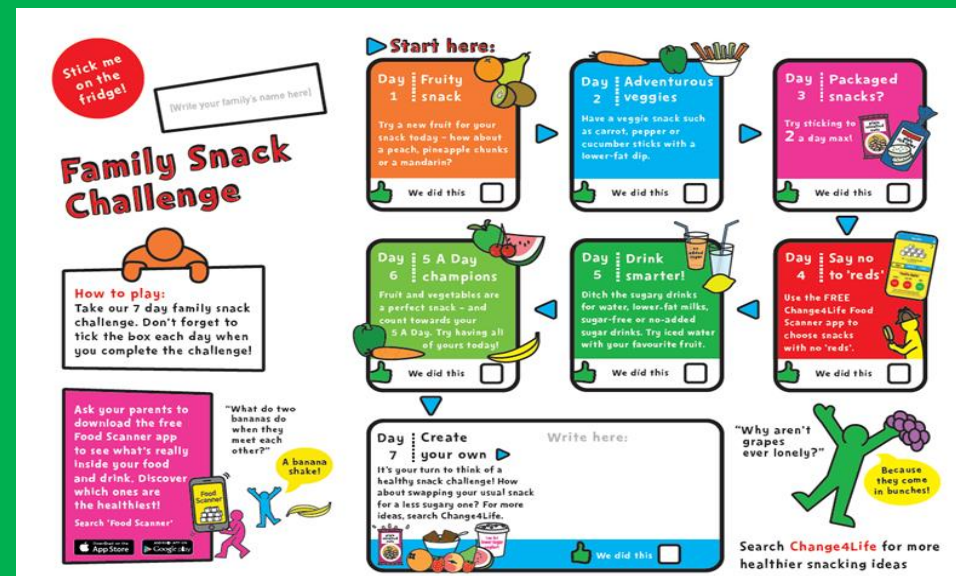 Stick me
on the
fridge!
(Write your family's name here)
Family Snack
Challenge
How to play:
Take our 7 day family snack
challenge. Don't forget to
tick the box each day when
you complete the challenge!
Ask your parents to
download the free
Food Scanner app
to see what's really
inside your food
and drink. Discover
which ones are
the healthiest!
Search 'Food Scanner'
App Store
Google play
Food
Scanner
"What do two
bananas do
when they
meet each
other?"
A banana
shake!
Start here:
Day 1 Fruity snack
Try a new fruit for your
snack today – how about
a peach, pineapple chunks
or a mandarin?
We did this
Day 2 Adventurous veggies
Have a veggie snack such
as carrot, pepper or
cucumber sticks with a
lower-fat dip.
We did this
Day 3 Packaged snacks?
Try sticking to
2 a day max!
We did this
Day 4 Say no to 'reds'
Use the FREE
Change4Life Food
Scanner app to
choose snacks
with no 'reds'.
We did this
Day 5 Drink smarter!
no
added
sugar
Ditch the sugary drinks
for water, lower-fat milks,
sugar-free or no-added
sugar drinks. Try iced water
with your favourite fruit.
We did this
Day 6 5 A Day champions
Fruit and vegetables are
a perfect snack – and
count towards your
5 A Day. Try having all
of yours today!
We did this
Day 7 Create your own
It's your turn to think of a
healthy snack challenge! How
about swapping your usual snack
for a less sugary one? For more
ideas, search Change4Life.
Write here:
We did this
"Why aren't
grapes
ever lonely?"
Because
they come
in bunches!
Search Change4Life for more
healthier snacking ideas